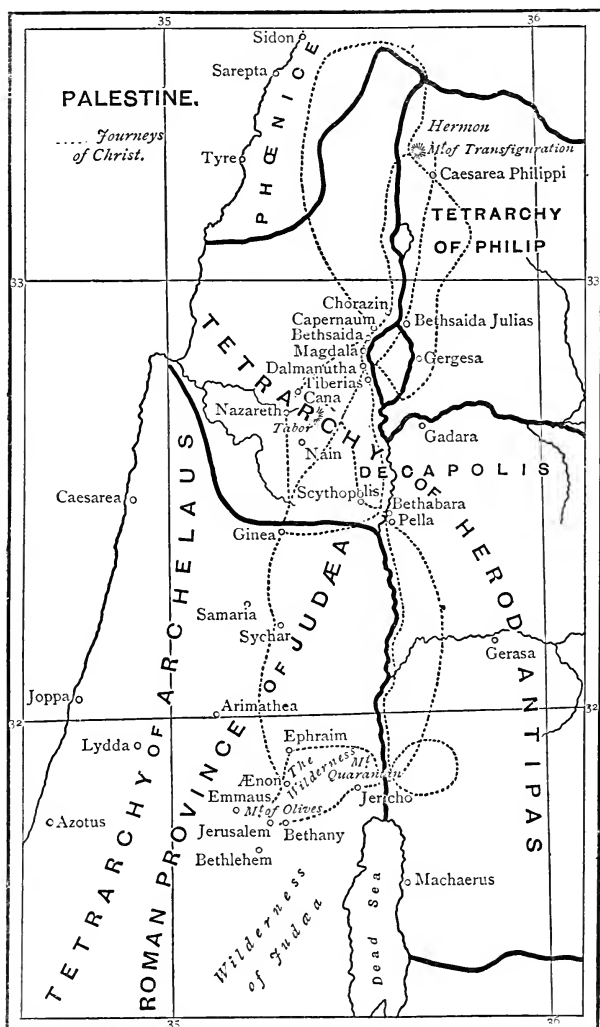 35
36
Sidon
Sarepta
PALESTINE.
..... Journeys
of Christ.
PHŒNICE
Hermon
Mt. of Transfiguration
Tyre
Caesarea Philippi
TETRARCHY
OF PHILIP
33
33
Chorazin
Capernaum
Bethsaida Julias
Bethsaida
Magdala
Gergesa
Dalmanutha
Tiberias
Cana
Nazareth
Tabor
Gadara
Nain
DECAPOLIS
Scythopolis
Caesarea
Bethabara
Pella
Ginea
TETRARCHY OF HEROD ANTIPAS
Samaria
Sychar
Gerasa
Joppa
32
32
Arimathea
Lydda
Ephraim
The
Wilderness
Mt.
Quarantain
Ænon
Jericho
Emmaus
Mt. of Olives
Azotus
Jerusalem
Bethany
Bethlehem
Machaerus
TETRARCHY OF ARCHELAUS
ROMAN PROVINCE OF JUDÆA
Wilderness
of Judæa
Dead Sea
35
36